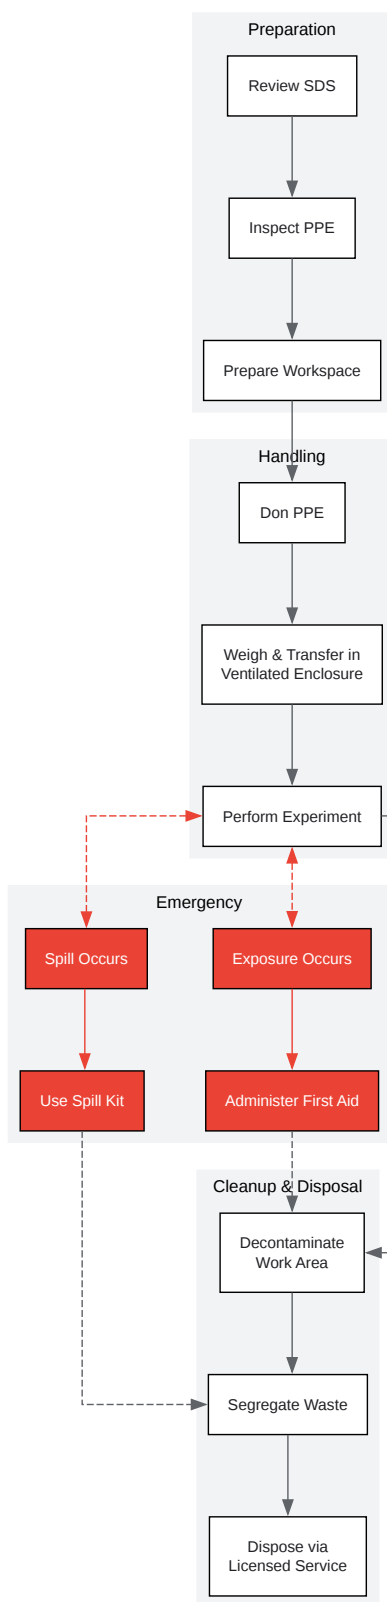 Preparation
Review SDS
Inspect PPE
Prepare Workspace
Handling
Don PPE
Weigh & Transfer in
Ventilated Enclosure
Perform Experiment
Emergency
Spill Occurs
Exposure Occurs
Use Spill Kit
Administer First Aid
Cleanup & Disposal
Decontaminate
Work Area
Segregate Waste
Dispose via
Licensed Service